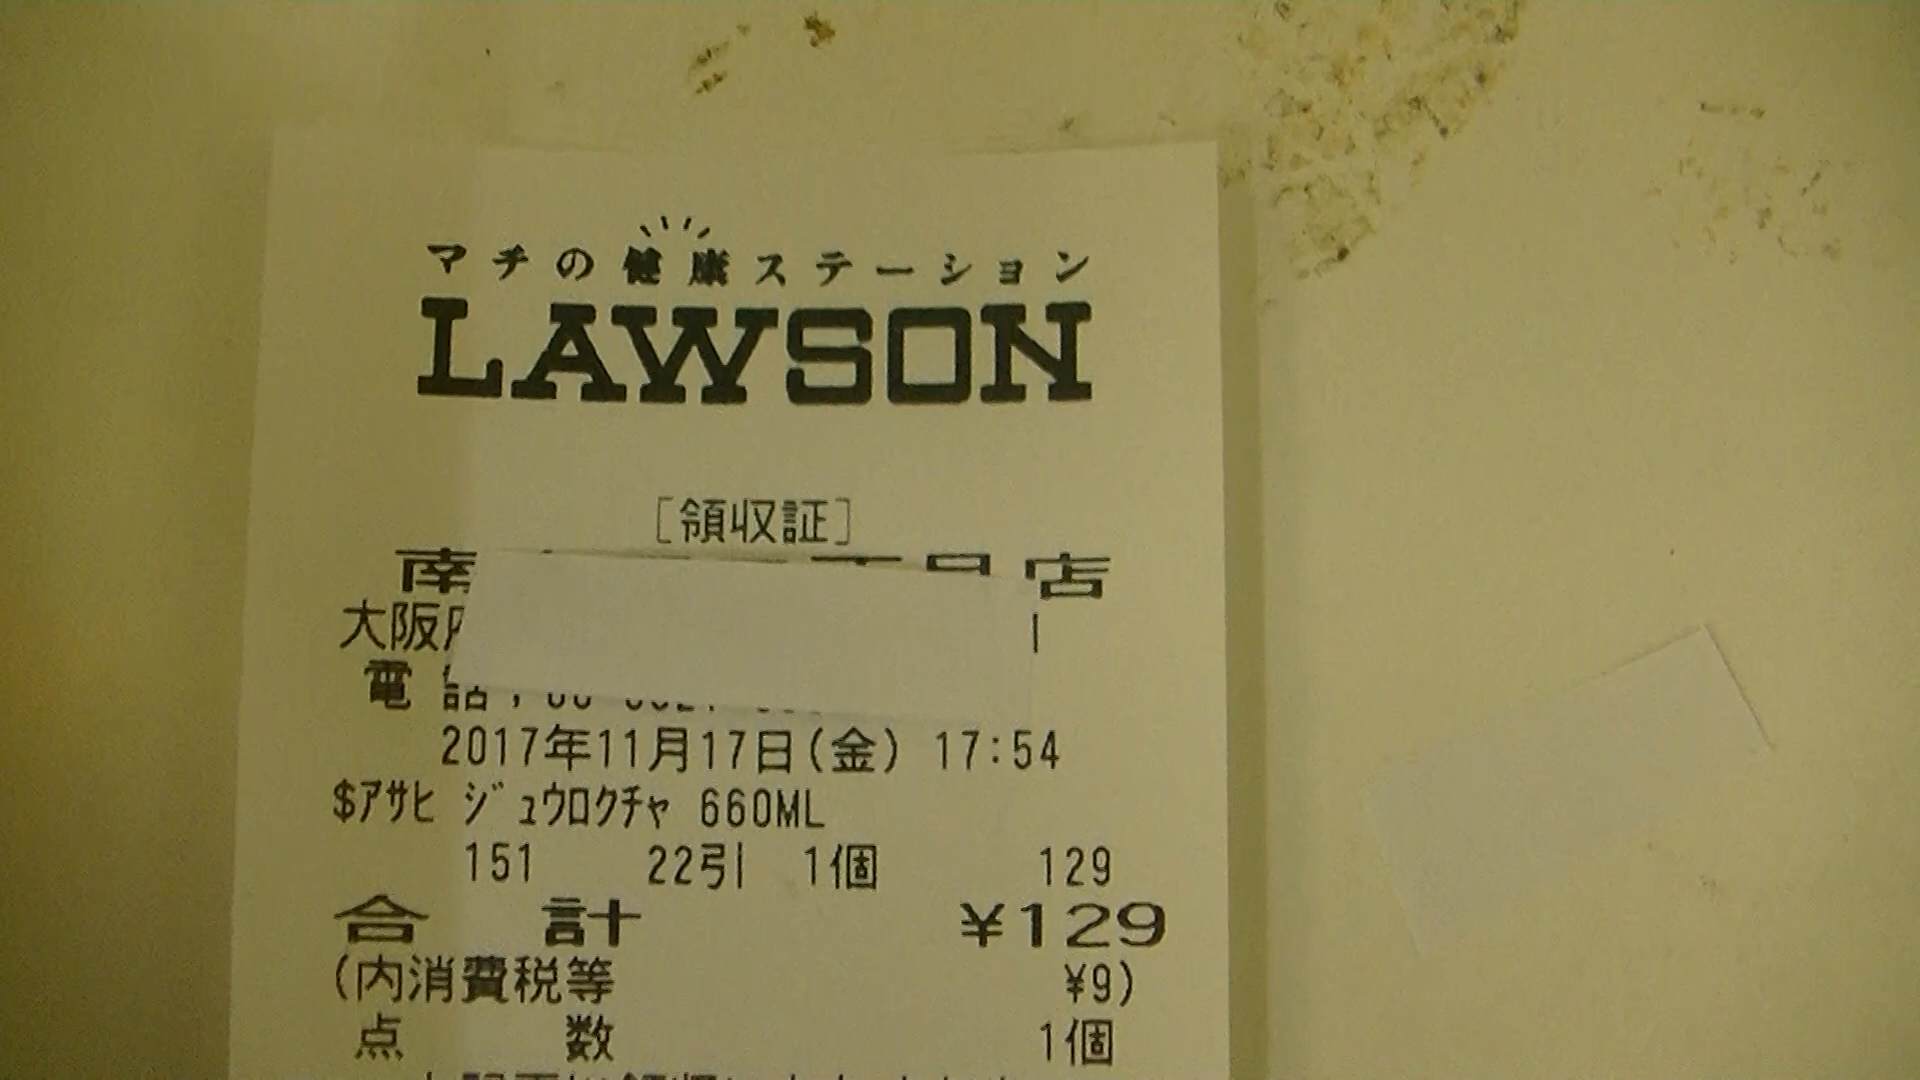 マチの健康ステーション
LAWSON
[領収証]
南 店
大阪
電話
2017年11月17日(金) 17:54
$ｱｻﾋ ｼﾞｭｳﾛｸﾁｬ 660ML
151 22引 1個 129
合 計 ¥129
(内消費税等 ¥9)
点 数 1個